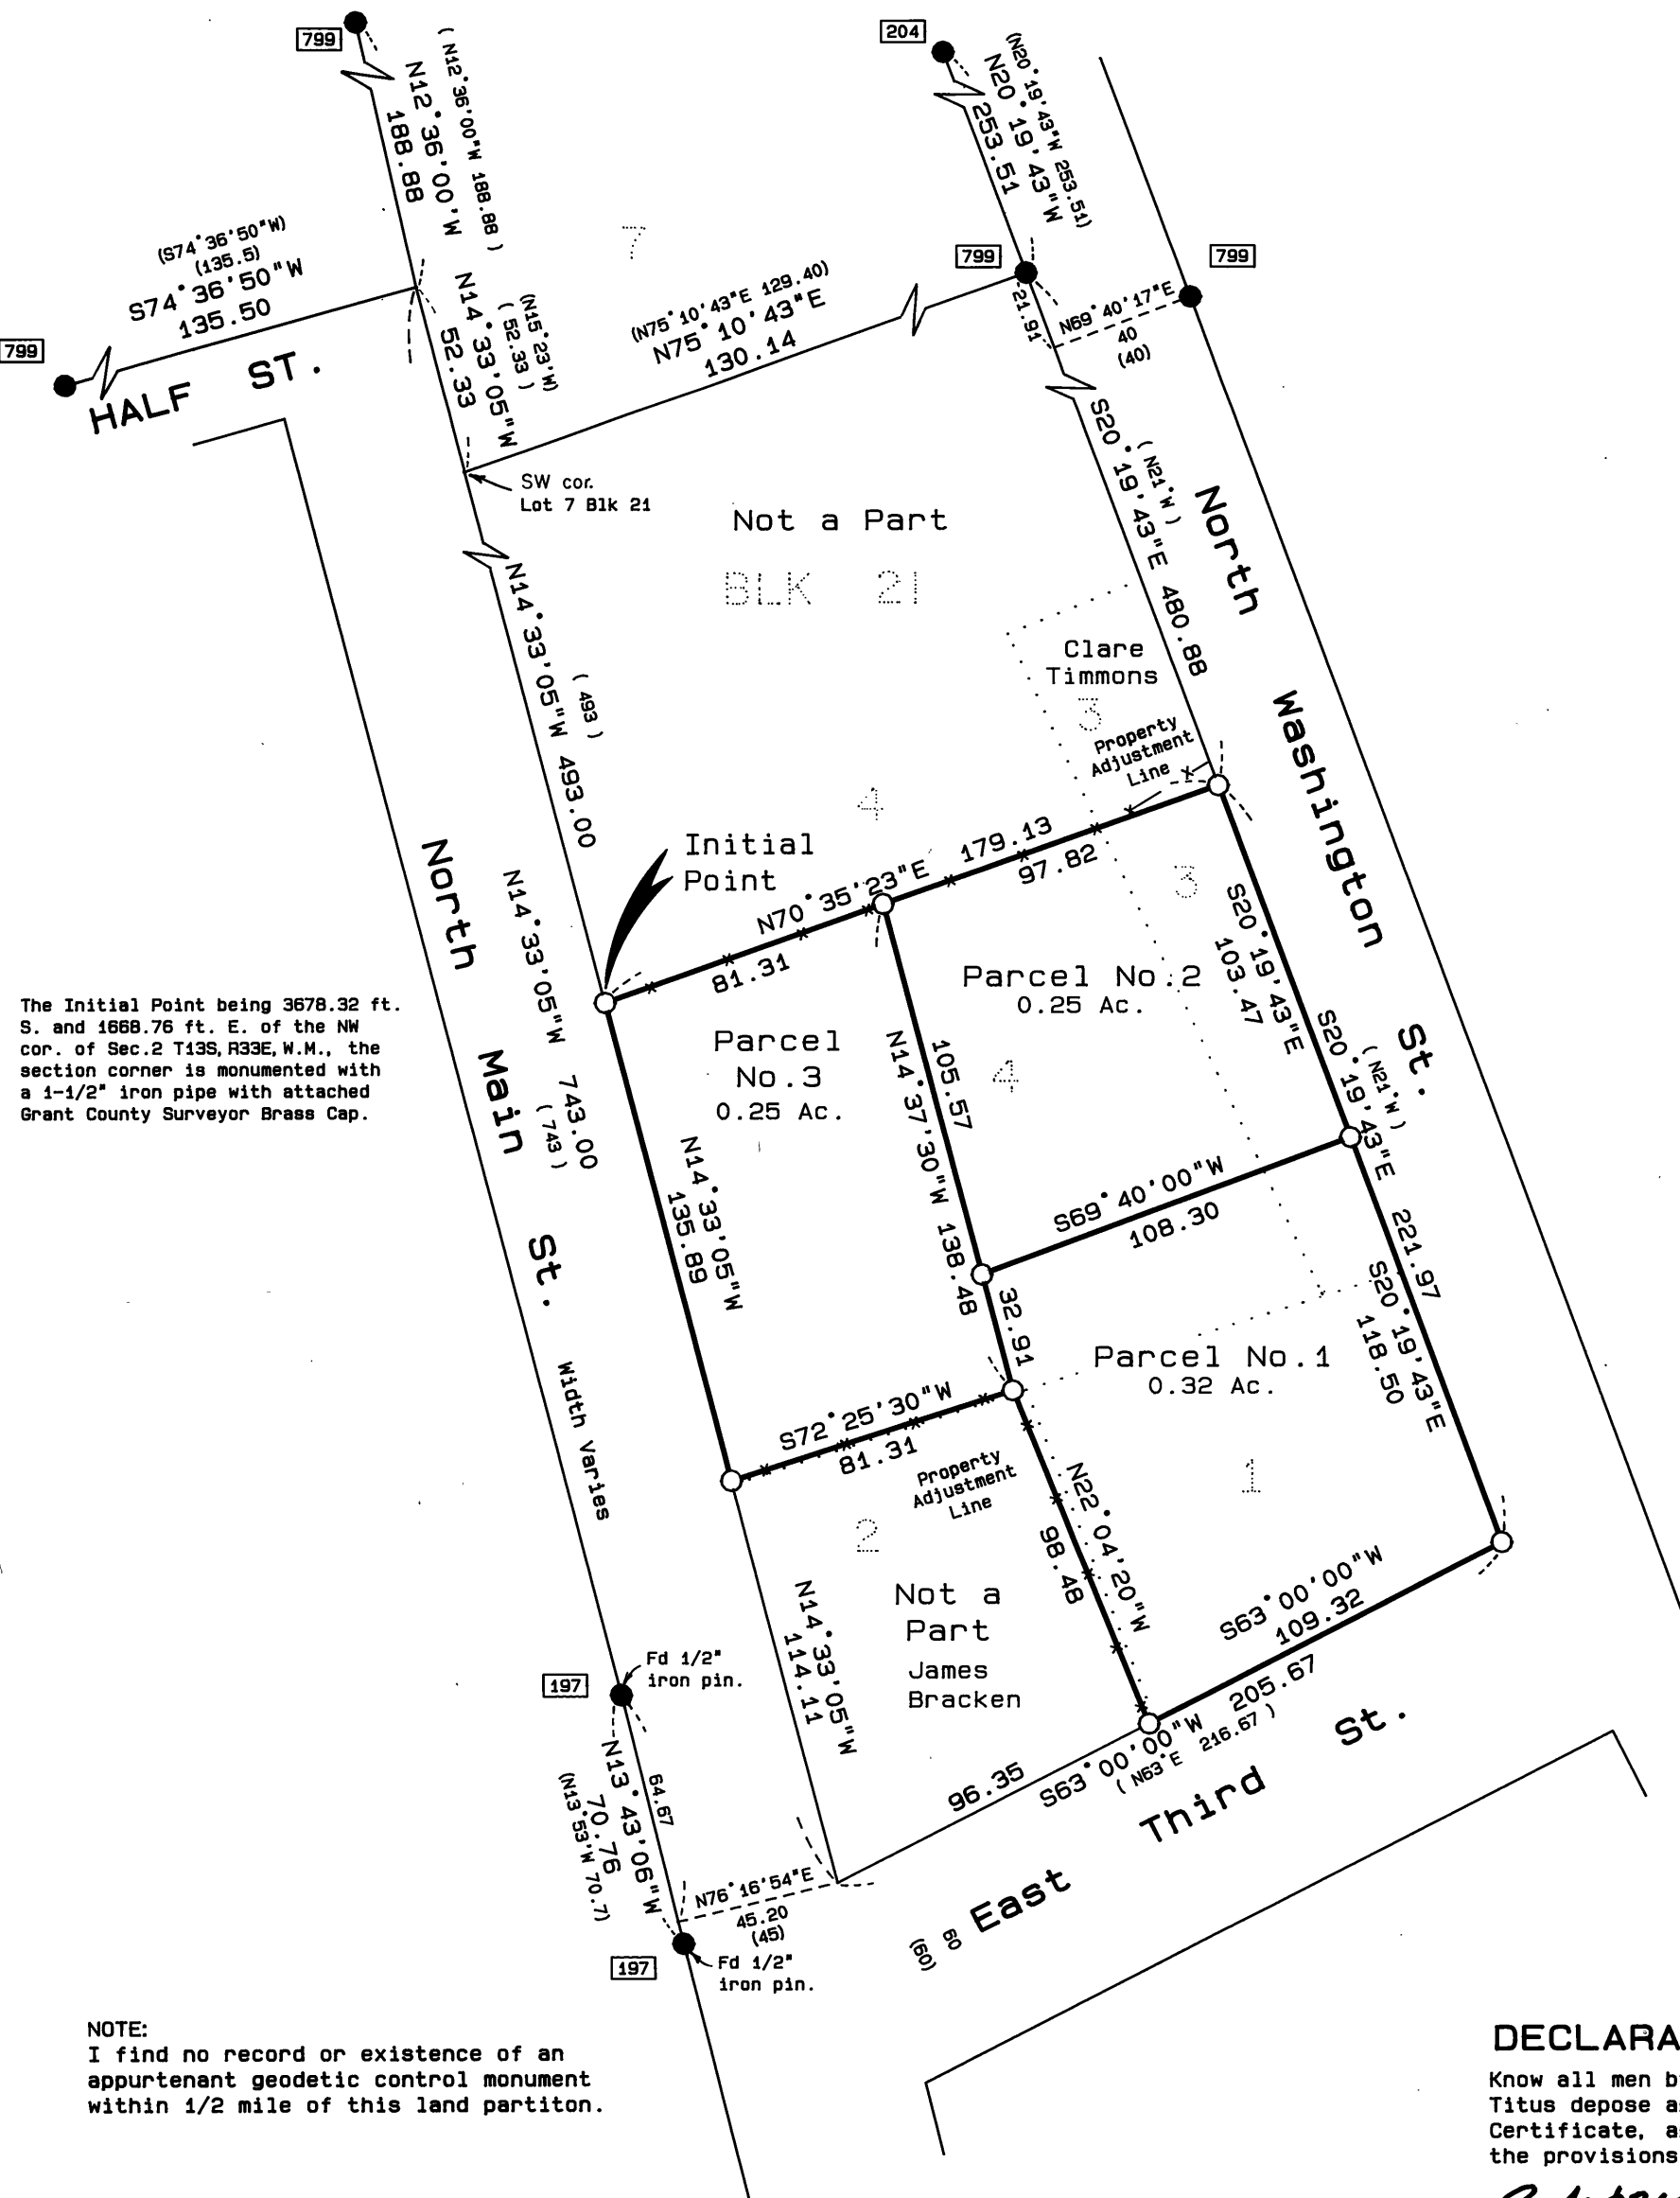 799
204
(N12°36'00"W 188.88)
N12°36'00'W
188.88
(N20°19'43"W 253.51)
N20°19'43"W
253.51
(S74°36'50"W)
(135.5)
S74°36'50"W
135.50
799
HALF ST.
7
799
799
(N15°23'W)
(52.33)
N14°33'05"W
52.33
(N75°10'43"E 129.40)
N75°10'43"E
130.14
21.91
N69°40'17"E
40
(40)
SW cor.
Lot 7 Blk 21
Not a Part
BLK 21
(N21°W)
S20°19'43"E 480.88
North Washington St.
Clare
Timmons
3
Property
Adjustment
Line
(493)
N14°33'05"W 493.00
4
Initial
Point
N70°35'23"E 179.13
81.31
97.82
3
North Main St.
Width Varies
N14°33'05"W 743.00
(743)
The Initial Point being 3678.32 ft.
S. and 1668.76 ft. E. of the NW
cor. of Sec.2 T13S, R33E, W.M., the
section corner is monumented with
a 1-1/2" iron pipe with attached
Grant County Surveyor Brass Cap.
Parcel No.2
0.25 Ac.
S20°19'43"E
103.47
Parcel
No.3
0.25 Ac.
105.57
N14°37'30"W 138.48
4
(N21°W)
S20°19'43"E 221.97
N14°33'05"W
135.89
S69°40'00"W
108.30
32.91
S20°19'43"E
118.50
Parcel No.1
0.32 Ac.
S72°25'30"W
81.31
Property
Adjustment
Line
N22°04'20"W
98.48
1
2
Not a
Part
James
Bracken
N14°33'05"W
114.11
S63°00'00"W
109.32
Fd 1/2"
iron pin.
197
96.35
S63°00'00"W 205.67
(N63°E 216.67)
East Third St.
60
(60)
64.67
N13°43'06"W
70.76
(N13°53'W 70.7)
N76°16'54"E
45.20
(45)
197
Fd 1/2"
iron pin.
NOTE:
I find no record or existence of an
appurtenant geodetic control monument
within 1/2 mile of this land partiton.
DECLARA
Know all men b
Titus depose a
Certificate, a
the provisions